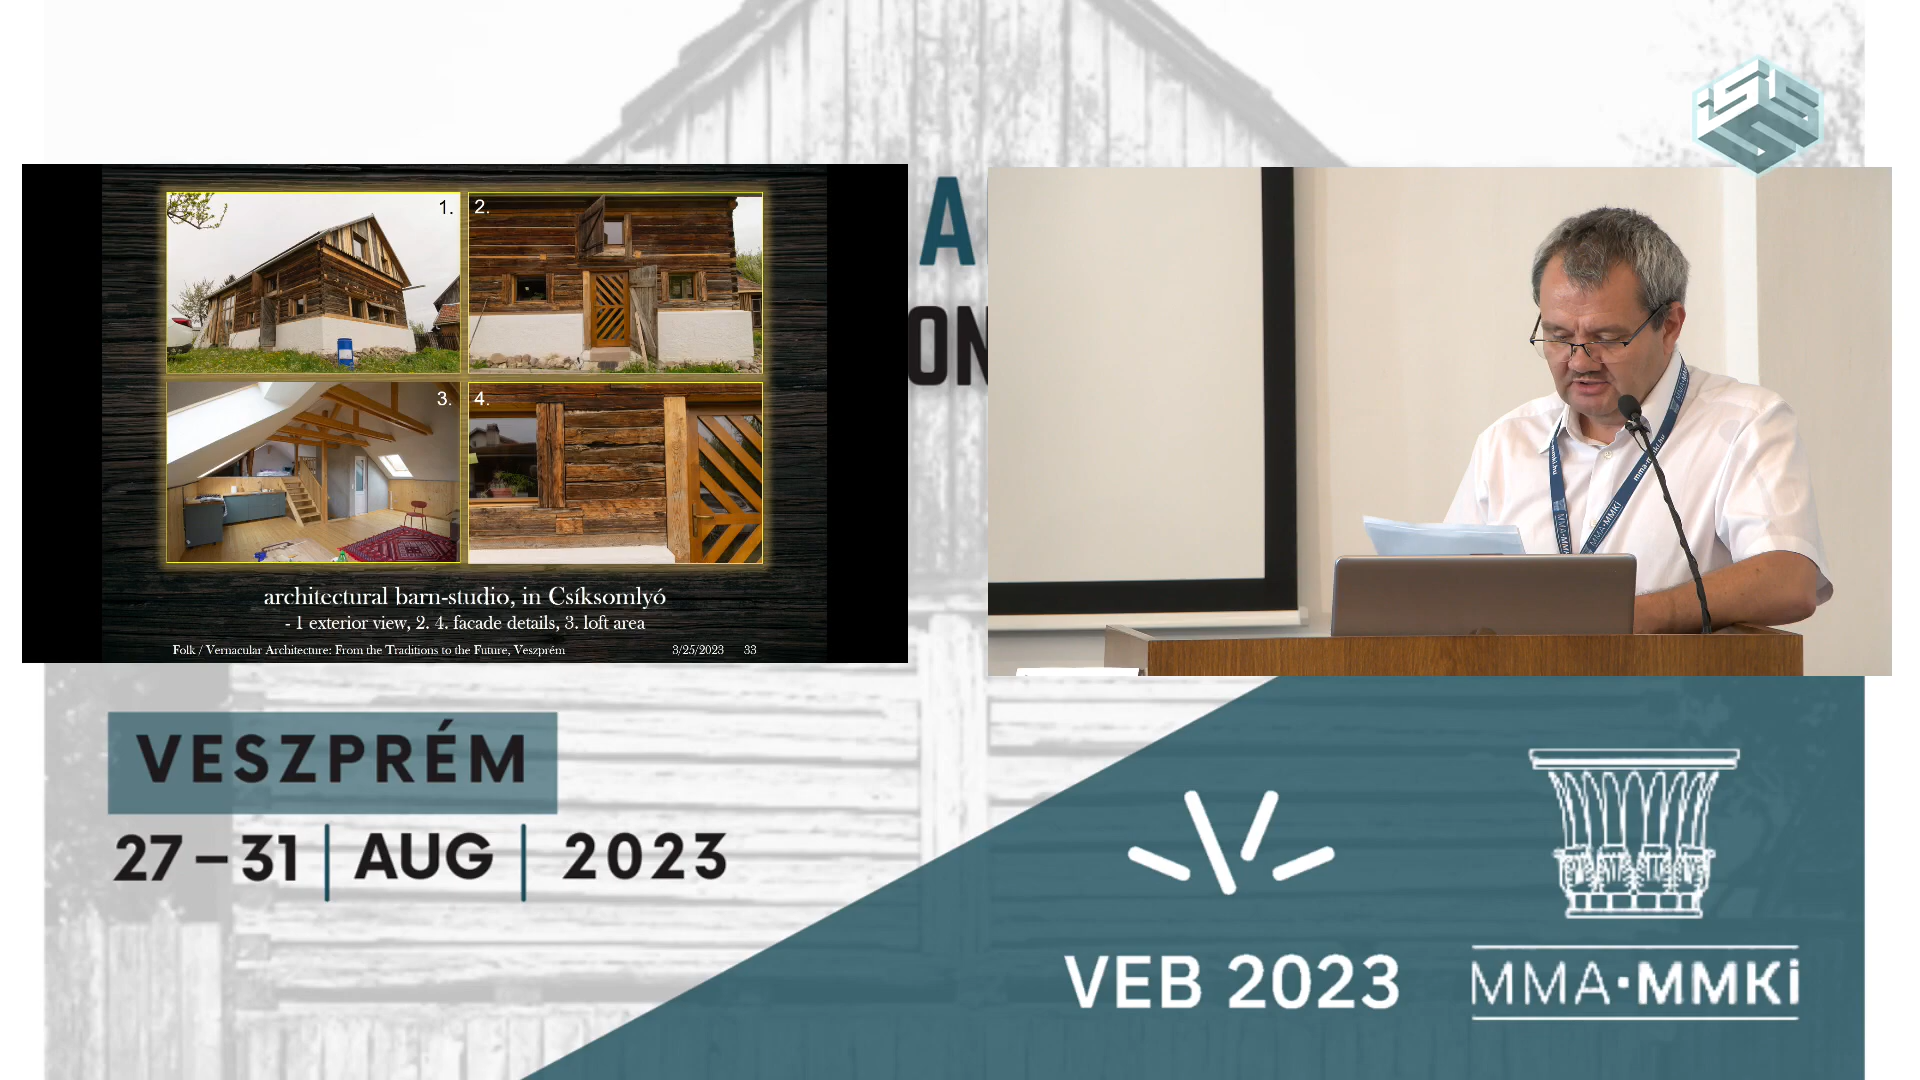 A
ON
1.
2.
3.
4.
architectural barn-studio, in Csíksomlyó
- 1 exterior view, 2. 4. facade details, 3. loft area
Folk / Vernacular Architecture: From the Traditions to the Future, Veszprém 3/25/2023 33
VESZPRÉM
27–31 | AUG | 2023
VEB 2023
MMA·MMKi